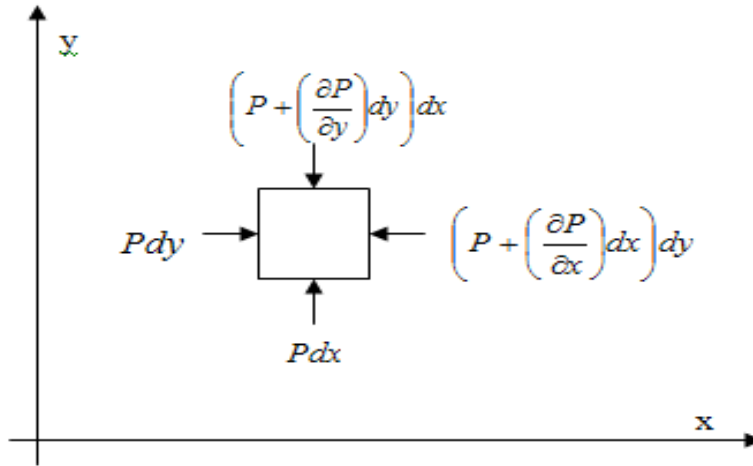 y
(P + (∂P/∂y)dy)dx
Pdy
(P + (∂P/∂x)dx)dy
Pdx
x